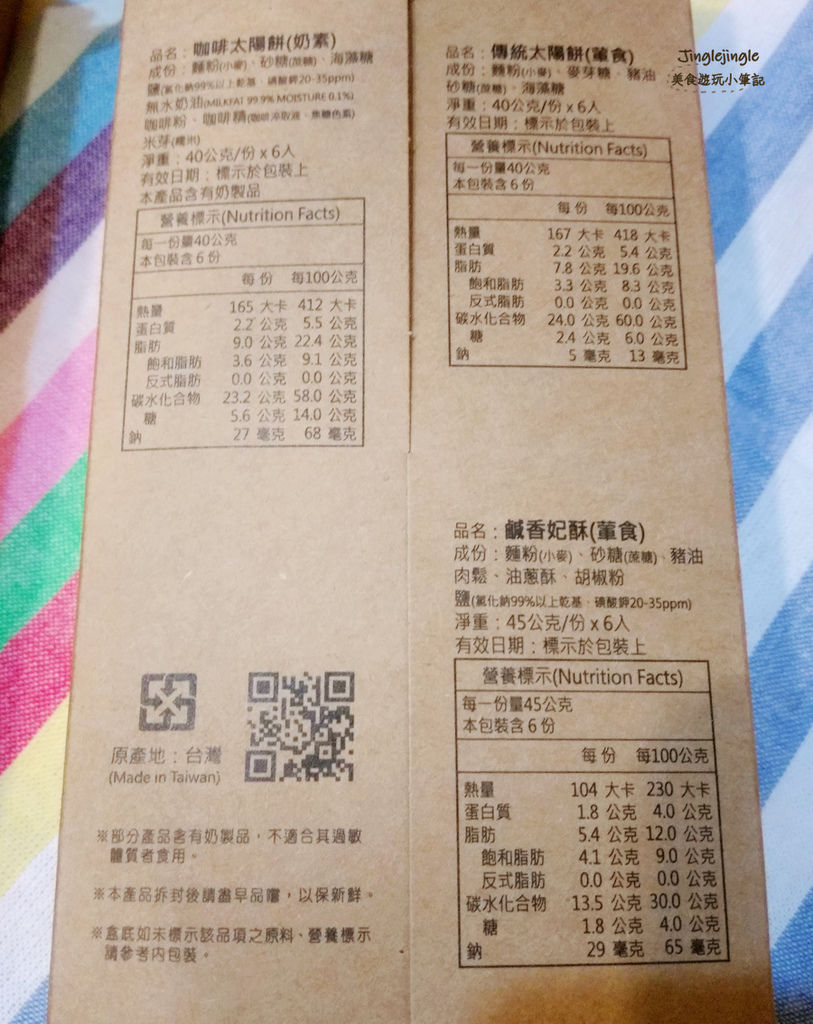 品名：咖啡太陽餅(奶素)
成份：麵粉(小麥)、砂糖(蔗糖)、海藻糖
鹽(氯化鈉99%以上乾基、碘酸鉀20-35ppm)
無水奶油(MILKFAT 99.9% MOISTURE 0.1%)
咖啡粉、咖啡精(咖啡萃取液、焦糖色素)
米芽(糯米)
淨重：40公克/份 x 6入
有效日期：標示於包裝上
本產品含有奶製品
營養標示(Nutrition Facts)
每一份量40公克
本包裝含 6 份
每 份 每100公克
熱量 165 大卡 412 大卡
蛋白質 2.2 公克 5.5 公克
脂肪 9.0 公克 22.4 公克
飽和脂肪 3.6 公克 9.1 公克
反式脂肪 0.0 公克 0.0 公克
碳水化合物 23.2 公克 58.0 公克
糖 5.6 公克 14.0 公克
鈉 27 毫克 68 毫克
原產地：台灣
(Made in Taiwan)
※部分產品含有奶製品，不適合其過敏
體質者食用。
※本產品拆封後請盡早品嚐，以保新鮮。
※盒底如未標示該品項之原料、營養標示
請參考內包裝。
Jinglejingle
美食遊玩小筆記
品名：傳統太陽餅(葷食)
成份：麵粉(小麥)、麥芽糖、豬油
砂糖(蔗糖)、海藻糖
淨重：40公克/份 x 6入
有效日期：標示於包裝上
營養標示(Nutrition Facts)
每一份量40公克
本包裝含 6 份
每 份 每100公克
熱量 167 大卡 418 大卡
蛋白質 2.2 公克 5.4 公克
脂肪 7.8 公克 19.6 公克
飽和脂肪 3.3 公克 8.3 公克
反式脂肪 0.0 公克 0.0 公克
碳水化合物 24.0 公克 60.0 公克
糖 2.4 公克 6.0 公克
鈉 5 毫克 13 毫克
品名：鹹香妃酥(葷食)
成份：麵粉(小麥)、砂糖(蔗糖)、豬油
肉鬆、油蔥酥、胡椒粉
鹽(氯化鈉99%以上乾基、碘酸鉀20-35ppm)
淨重：45公克/份 x 6入
有效日期：標示於包裝上
營養標示(Nutrition Facts)
每一份量45公克
本包裝含 6 份
每 份 每100公克
熱量 104 大卡 230 大卡
蛋白質 1.8 公克 4.0 公克
脂肪 5.4 公克 12.0 公克
飽和脂肪 4.1 公克 9.0 公克
反式脂肪 0.0 公克 0.0 公克
碳水化合物 13.5 公克 30.0 公克
糖 1.8 公克 4.0 公克
鈉 29 毫克 65 毫克